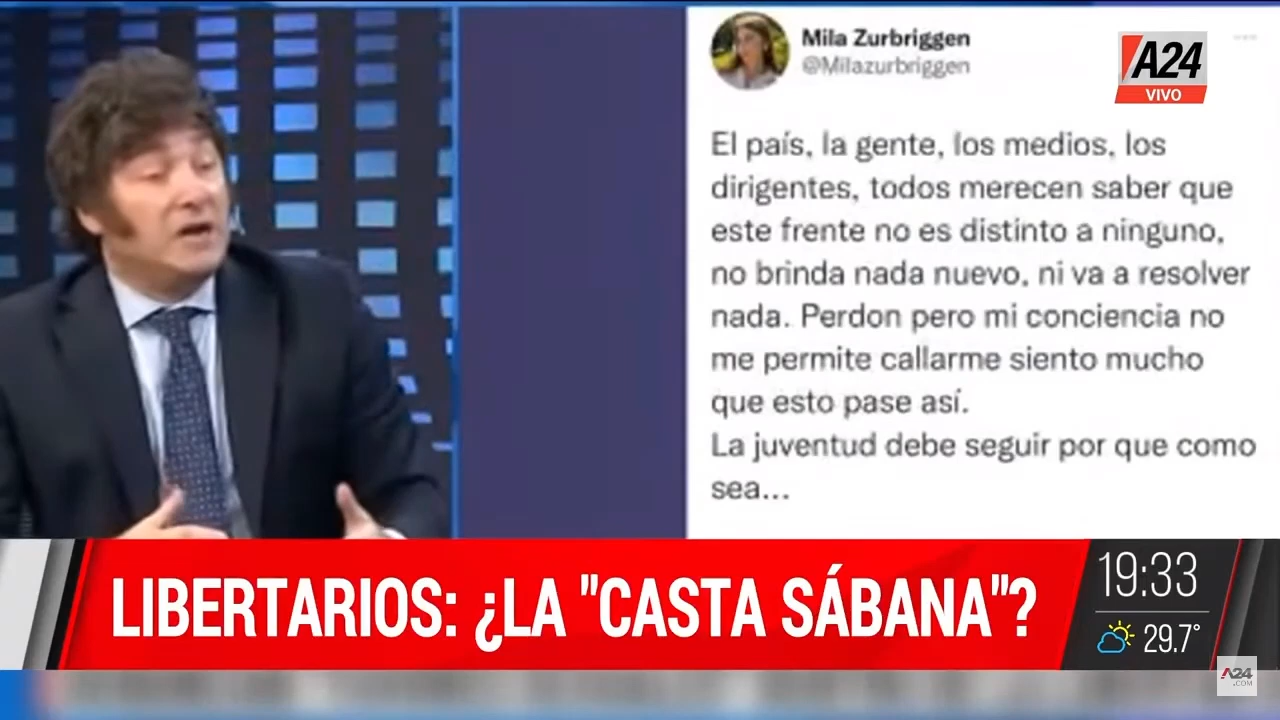 Mila Zurbriggen
@Milazurbriggen
A24
VIVO
El país, la gente, los medios, los
dirigentes, todos merecen saber que
este frente no es distinto a ninguno,
no brinda nada nuevo, ni va a resolver
nada. Perdon pero mi conciencia no
me permite callarme siento mucho
que esto pase así.
La juventud debe seguir por que como
sea...
LIBERTARIOS: ¿LA "CASTA SÁBANA"?
19:33
29.7°
A24
.COM